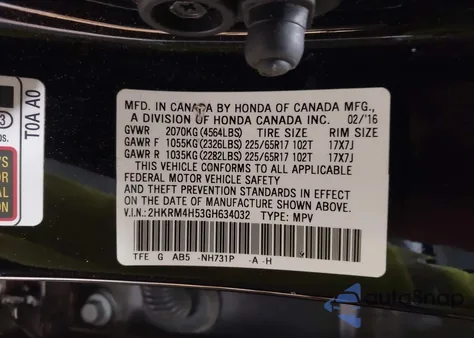 MFD. IN CANADA BY HONDA OF CANADA MFG.,
A DIVISION OF HONDA CANADA INC. 02/'16
GVWR 2070KG (4564LBS) TIRE SIZE RIM SIZE
GAWR F 1055KG (2326LBS) 225/65R17 102T 17X7J
GAWR R 1035KG (2282LBS) 225/65R17 102T 17X7J
THIS VEHICLE CONFORMS TO ALL APPLICABLE
FEDERAL MOTOR VEHICLE SAFETY
AND THEFT PREVENTION STANDARDS IN EFFECT
ON THE DATE OF MANUFACTURE SHOWN ABOVE.
V.I.N.: 2HKRM4H53GH634032 TYPE: MPV
TFE G AB5 -NH731P -A -H
T0A A0
3
autoSnap